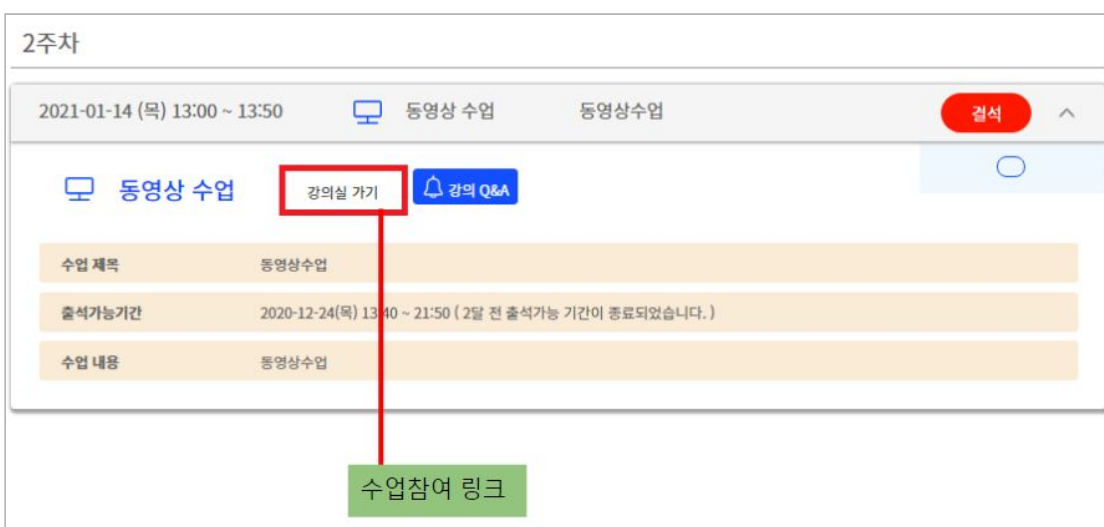 2주차
2021-01-14 (목) 13:00 ~ 13:50 동영상 수업 동영상수업 결석
동영상 수업 강의실 가기 강의 Q&A
수업 제목 동영상수업
출석가능기간 2020-12-24(목) 13:40 ~ 21:50 ( 2달 전 출석가능 기간이 종료되었습니다. )
수업 내용 동영상수업
수업참여 링크